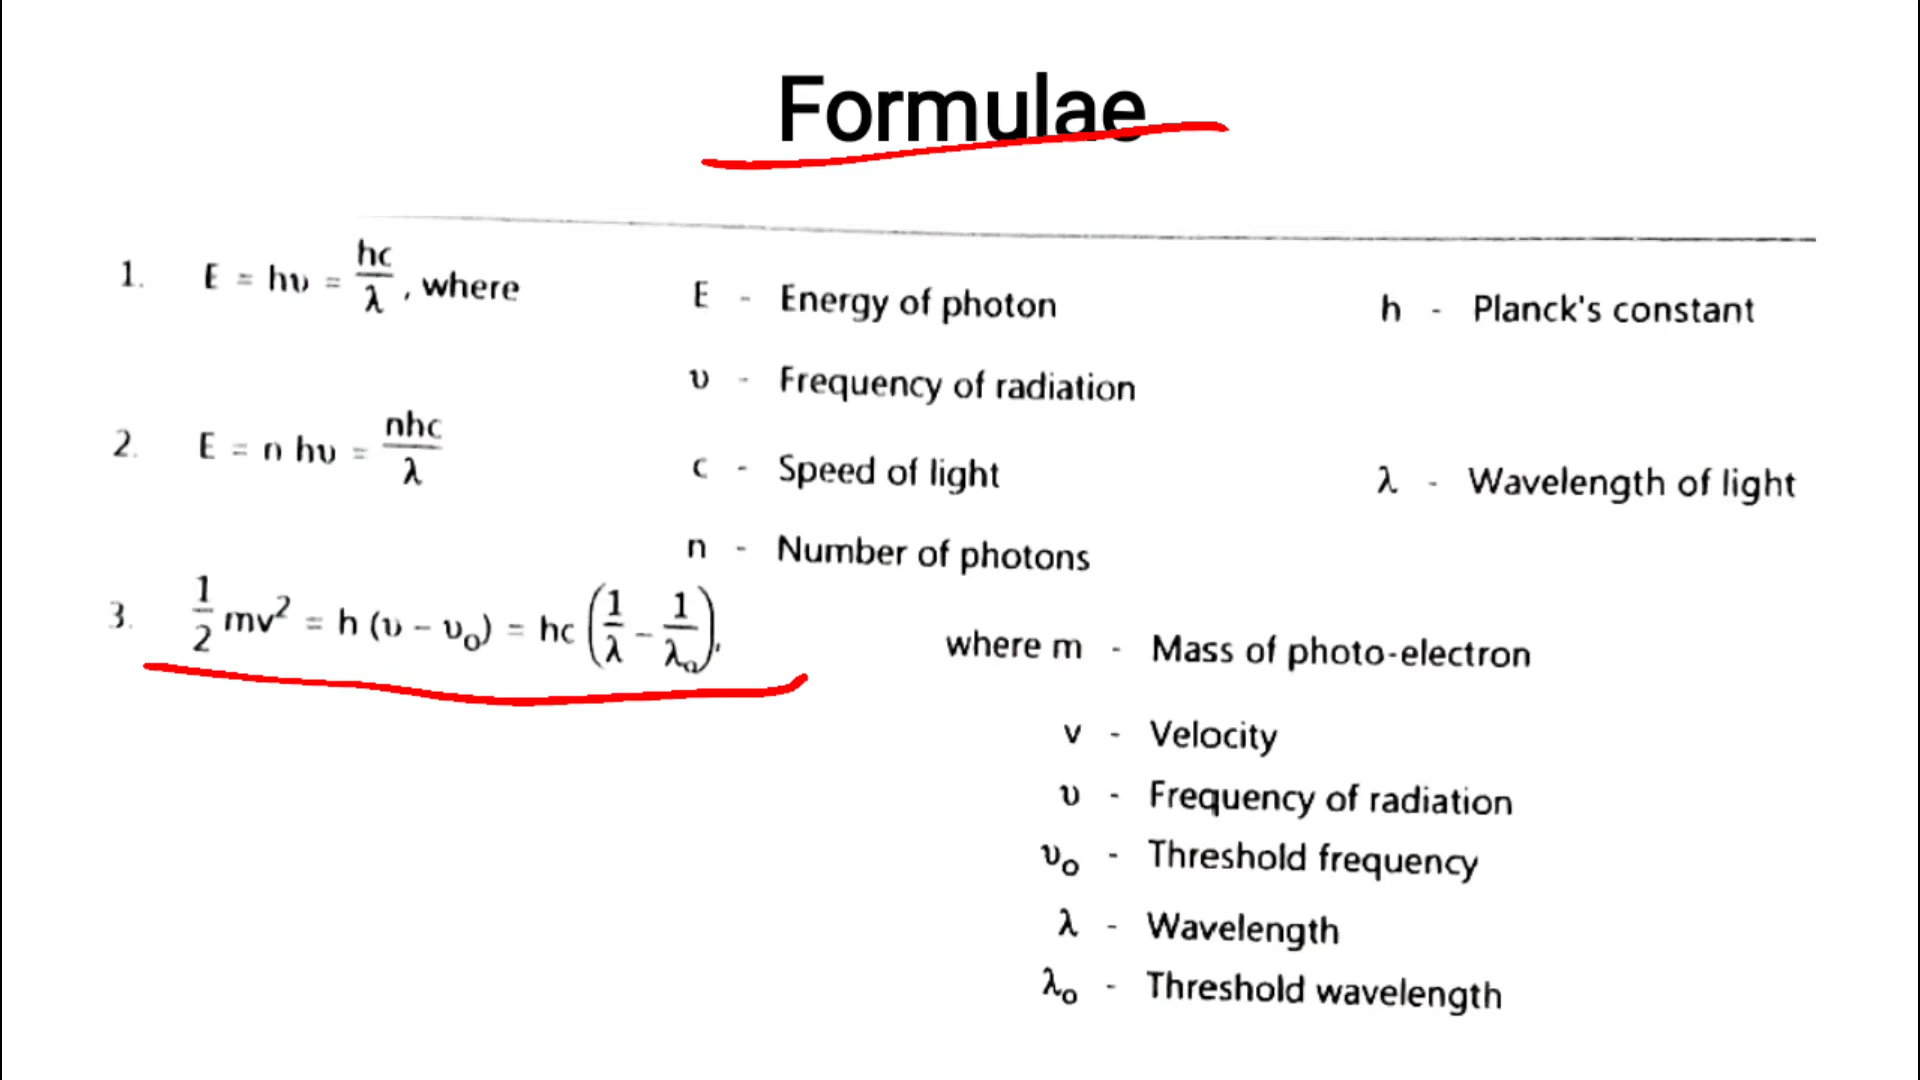 Formulae
1. E = hυ = hc/λ , where E - Energy of photon h - Planck's constant
υ - Frequency of radiation
2. E = n hυ = nhc/λ
c - Speed of light λ - Wavelength of light
n - Number of photons
3. 1/2 mv² = h (υ − υ₀) = hc (1/λ − 1/λ₀), where m - Mass of photo-electron
v - Velocity
υ - Frequency of radiation
υ₀ - Threshold frequency
λ - Wavelength
λ₀ - Threshold wavelength